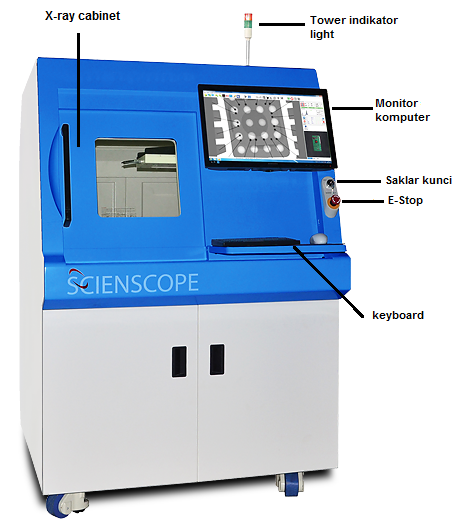 X-ray cabinet
Tower indikator
light
Monitor
komputer
Saklar kunci
E-Stop
SCIENSCOPE
keyboard